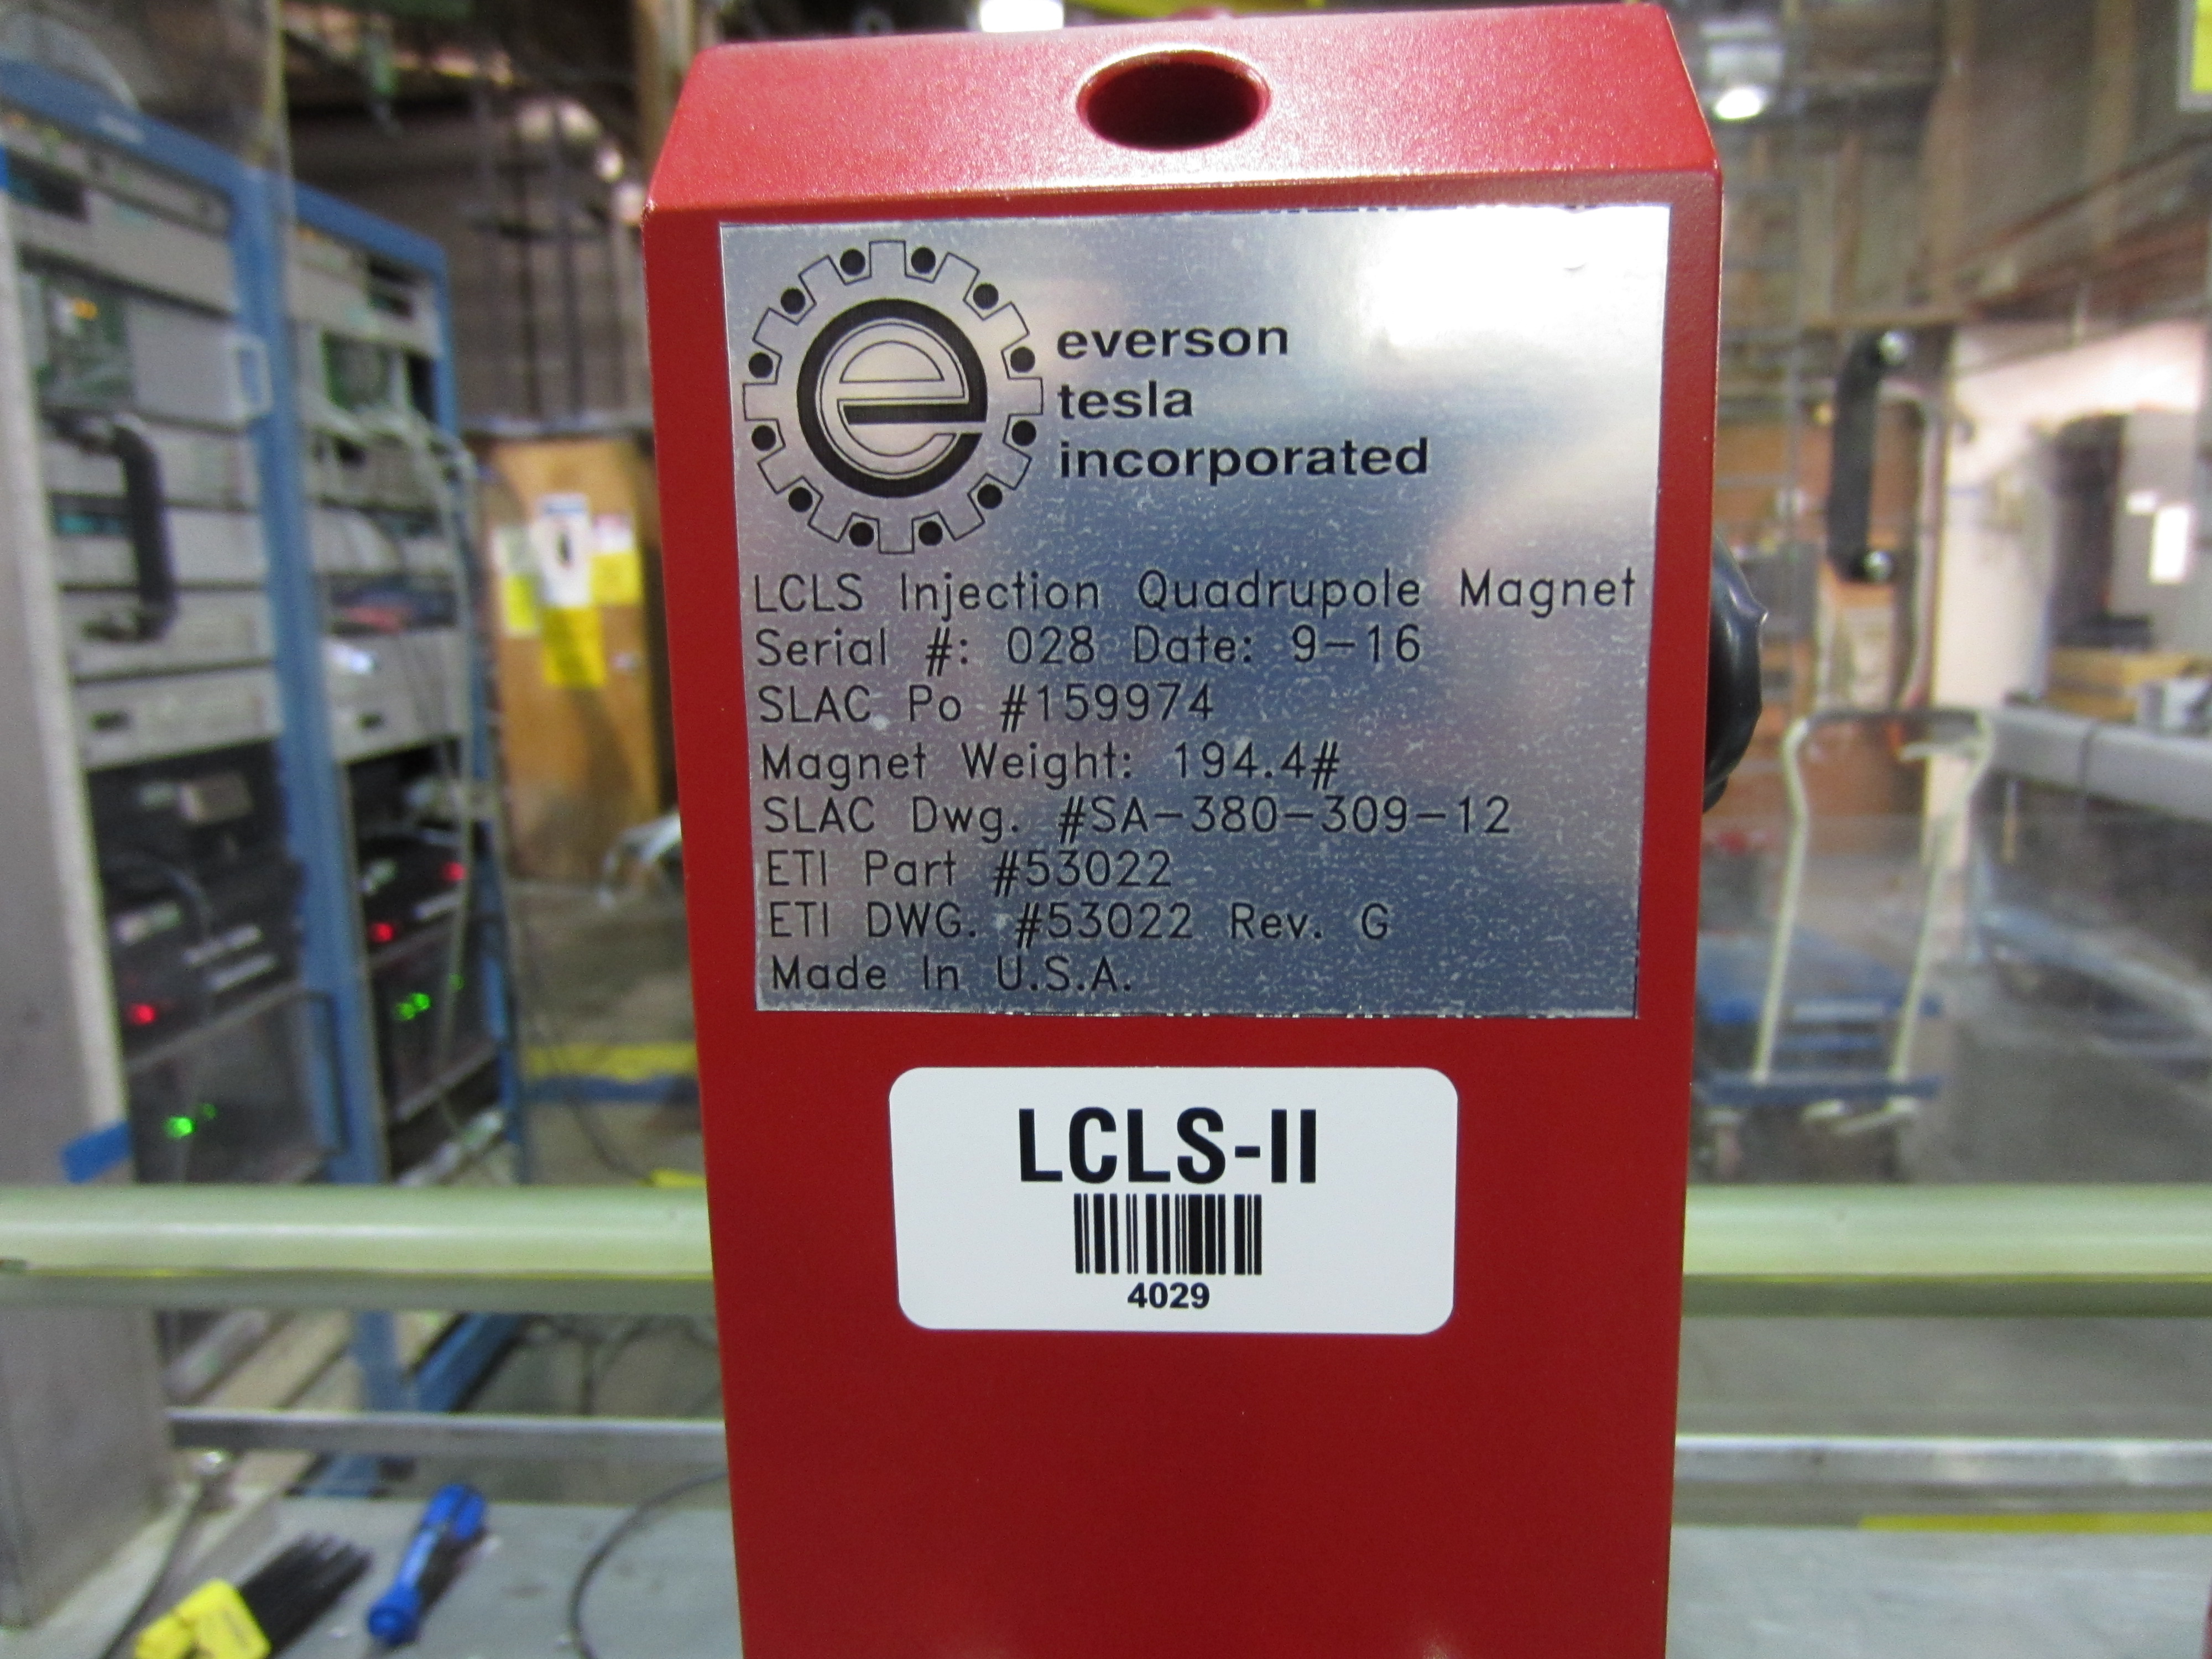 e
everson
tesla
incorporated
LCLS Injection Quadrupole Magnet
Serial #: 028 Date: 9-16
SLAC Po #159974
Magnet Weight: 194.4#
SLAC Dwg. #SA-380-309-12
ETI Part #53022
ETI DWG. #53022 Rev. G
Made In U.S.A.
LCLS-II
4029